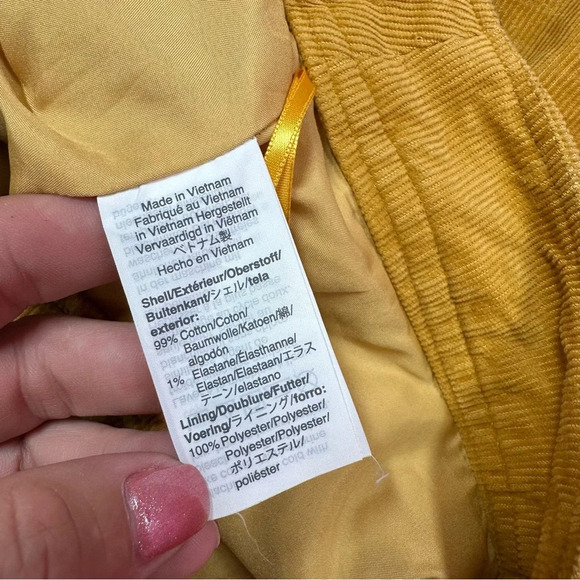 Made in Vietnam
Fabriqué au Vietnam
in Vietnam Hergestellt
Vervaardigd in Viëtnam
ベトナム製
Hecho en Vietnam
Shell/Extérieur/Oberstoff/
Buitenkant/シェル/tela
exterior:
99% Cotton/Coton/
Baumwolle/Katoen/綿/
algodón
1% Elastane/Élasthanne/
Elastan/Elastaan/エラス
テーン/elastano
Lining/Doublure/Futter/
Voering/ライニング/forro:
100% Polyester/Polyester/
Polyester/Polyester/
ポリエステル/
poliéster